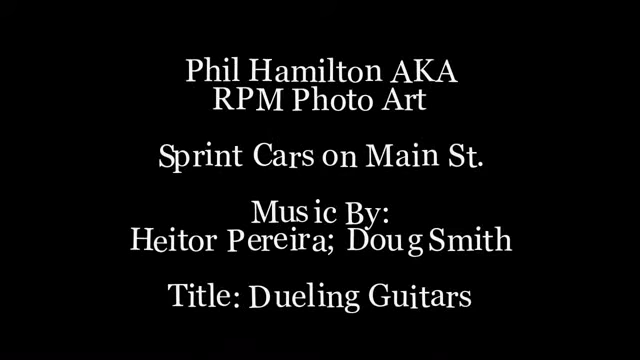 Phil Hamilton AKA
RPM Photo Art
Sprint Cars on Main St.
Music By:
Heitor Pereira; Doug Smith
Title: Dueling Guitars